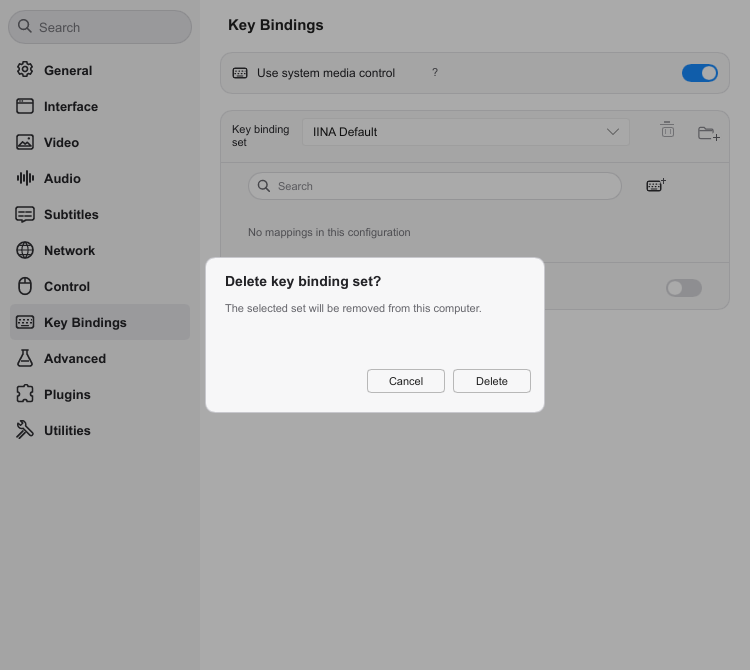 Search
General
Interface
Video
Audio
Subtitles
Network
Control
Key Bindings
Advanced
Plugins
Utilities
Key Bindings
Use system media control ?
Key binding
set
IINA Default
Search
No mappings in this configuration
Delete key binding set?
The selected set will be removed from this computer.
Cancel Delete